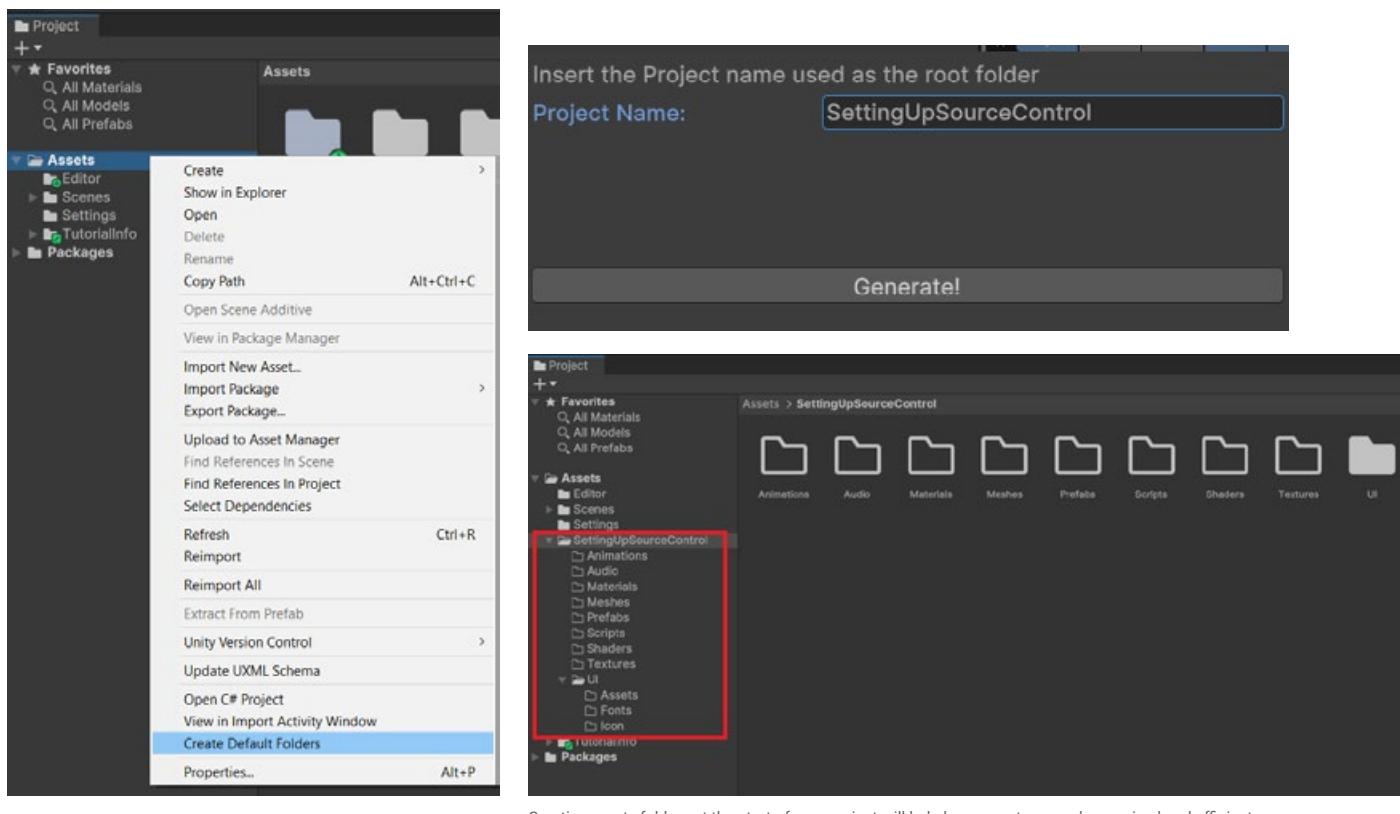 Project
Favorites
All Materials
All Models
All Prefabs
Assets
Editor
Scenes
Settings
TutorialInfo
Packages
Assets
Create
Show in Explorer
Open
Delete
Rename
Copy Path Alt+Ctrl+C
Open Scene Additive
View in Package Manager
Import New Asset...
Import Package
Export Package...
Upload to Asset Manager
Find References In Scene
Find References In Project
Select Dependencies
Refresh Ctrl+R
Reimport
Reimport All
Extract From Prefab
Unity Version Control
Update UXML Schema
Open C# Project
View in Import Activity Window
Create Default Folders
Properties... Alt+P
Insert the Project name used as the root folder
Project Name: SettingUpSourceControl
Generate!
Project
Favorites
All Materials
All Models
All Prefabs
Assets
Editor
Scenes
Settings
SettingUpSourceControl
Animations
Audio
Materials
Meshes
Prefabs
Scripts
Shaders
Textures
UI
Assets
Fonts
Icon
TutorialInfo
Packages
Assets > SettingUpSourceControl
Animations Audio Materials Meshes Prefabs Scripts Shaders Textures UI